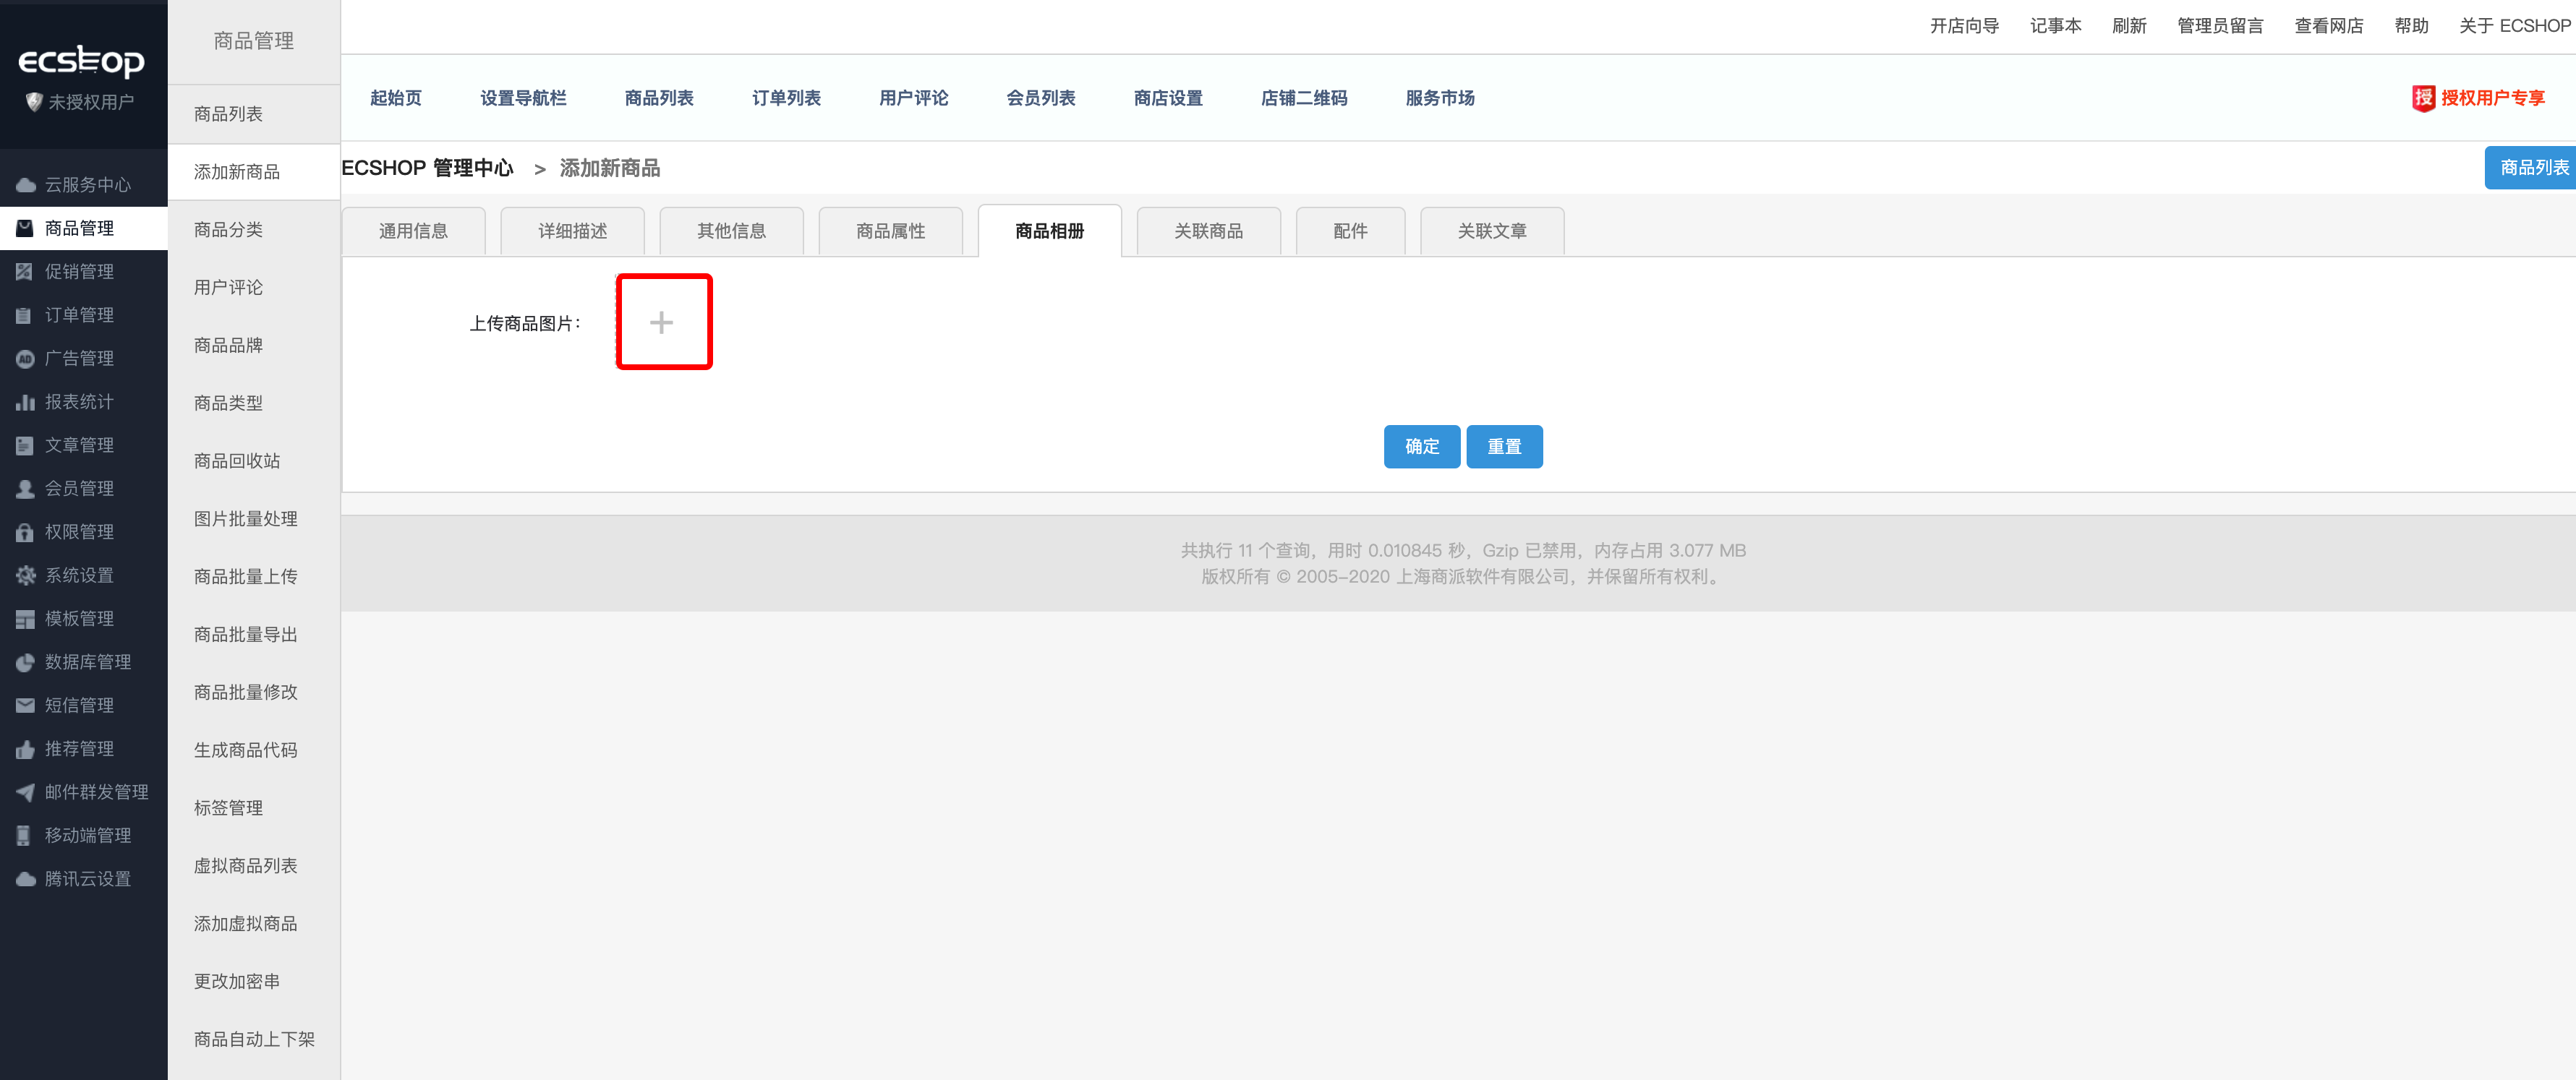 ecshop
未授权用户
云服务中心
商品管理
促销管理
订单管理
AD 广告管理
报表统计
文章管理
会员管理
权限管理
系统设置
模板管理
数据库管理
短信管理
推荐管理
邮件群发管理
移动端管理
腾讯云设置
商品管理
商品列表
添加新商品
商品分类
用户评论
商品品牌
商品类型
商品回收站
图片批量处理
商品批量上传
商品批量导出
商品批量修改
生成商品代码
标签管理
虚拟商品列表
添加虚拟商品
更改加密串
商品自动上下架
开店向导 记事本 刷新 管理员留言 查看网店 帮助 关于 ECSHOP
起始页 设置导航栏 商品列表 订单列表 用户评论 会员列表 商店设置 店铺二维码 服务市场 授 授权用户专享
ECSHOP 管理中心 > 添加新商品 商品列表
通用信息 详细描述 其他信息 商品属性 商品相册 关联商品 配件 关联文章
上传商品图片： +
确定 重置
共执行 11 个查询，用时 0.010845 秒，Gzip 已禁用，内存占用 3.077 MB
版权所有 © 2005-2020 上海商派软件有限公司，并保留所有权利。